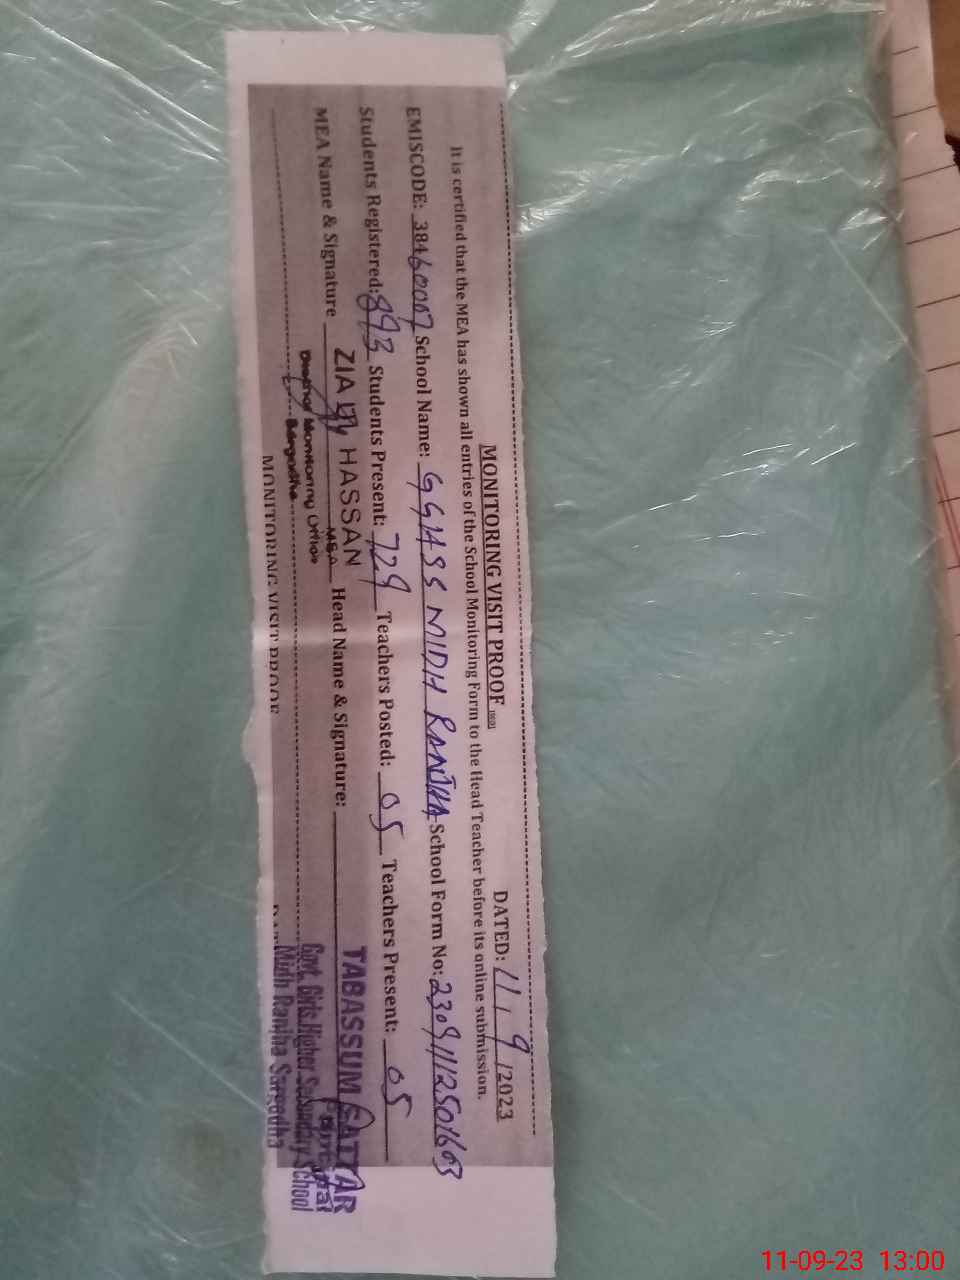 MONITORING VISIT PROOF DATED: 11/9/2023
It is certified that the MEA has shown all entries of the School Monitoring Form to the Head Teacher before its online submission.
EMISCODE: 38460007 School Name: GGHSS MIDH RANJHA School Form No: 23091112501603
Students Registered: 893 Students Present: 729 Teachers Posted: 05 Teachers Present: 05
MEA Name & Signature ZIA HASSAN Head Name & Signature: TABASSUM SATTAR
MEA
Monitoring Office Principal
Sargodha Govt. Girls Higher Secondary School
Midh Ranjha Sargodha
MONITORING VISIT PROOF
11-09-23 13:00